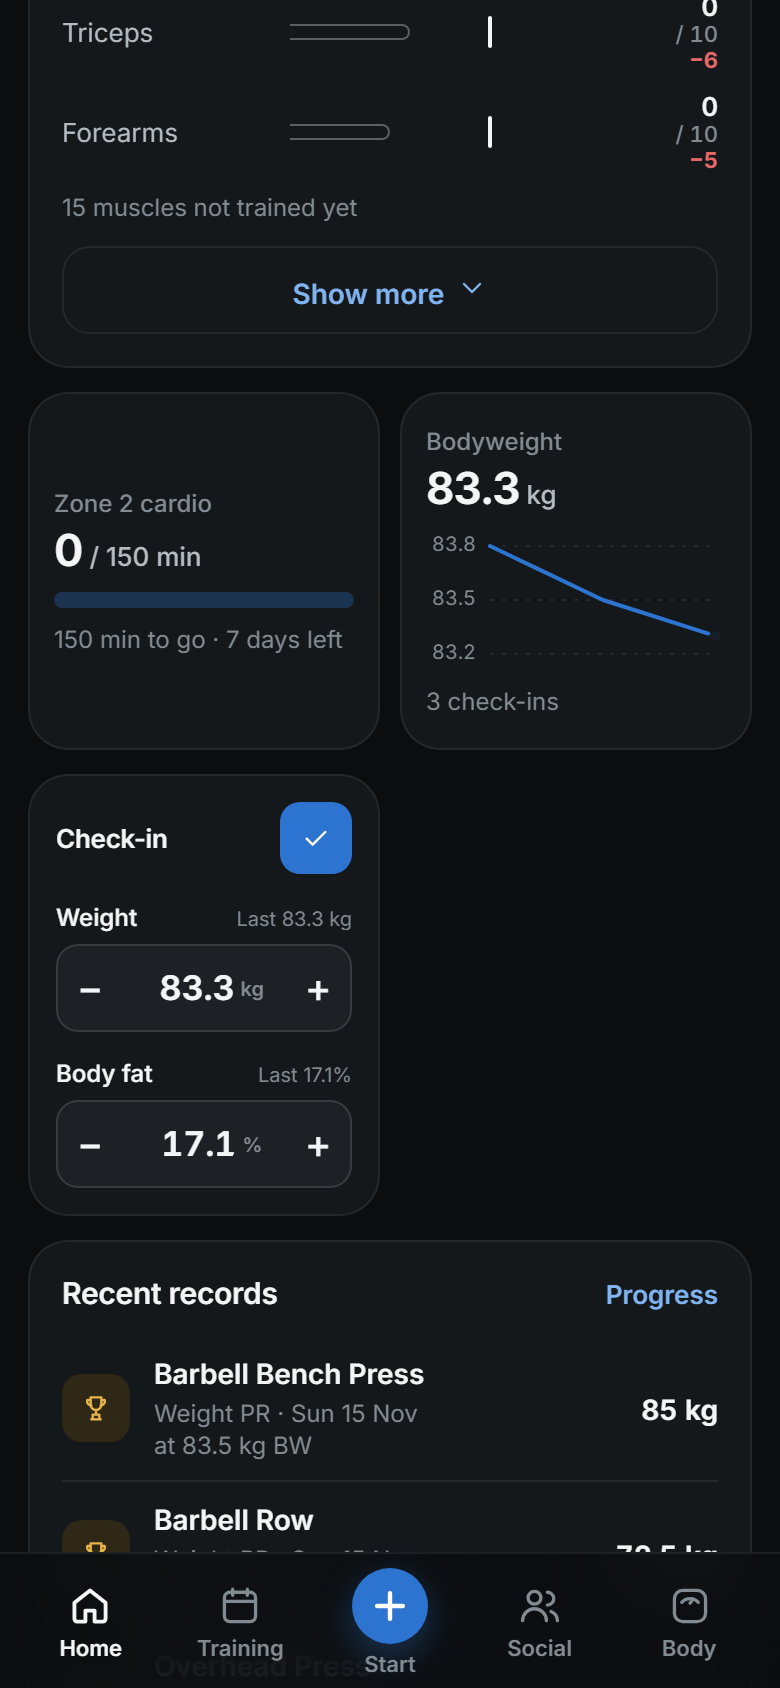 Triceps
0
/ 10
−6
Forearms
0
/ 10
−5
15 muscles not trained yet
Show more
Zone 2 cardio
0 / 150 min
150 min to go · 7 days left
Bodyweight
83.3 kg
83.8
83.5
83.2
3 check-ins
Check-in
Weight
Last 83.3 kg
− 83.3 kg +
Body fat
Last 17.1%
− 17.1 % +
Recent records
Progress
Barbell Bench Press
Weight PR · Sun 15 Nov
at 83.5 kg BW
85 kg
Barbell Row
Overhead Press
Home
Training
Start
Social
Body